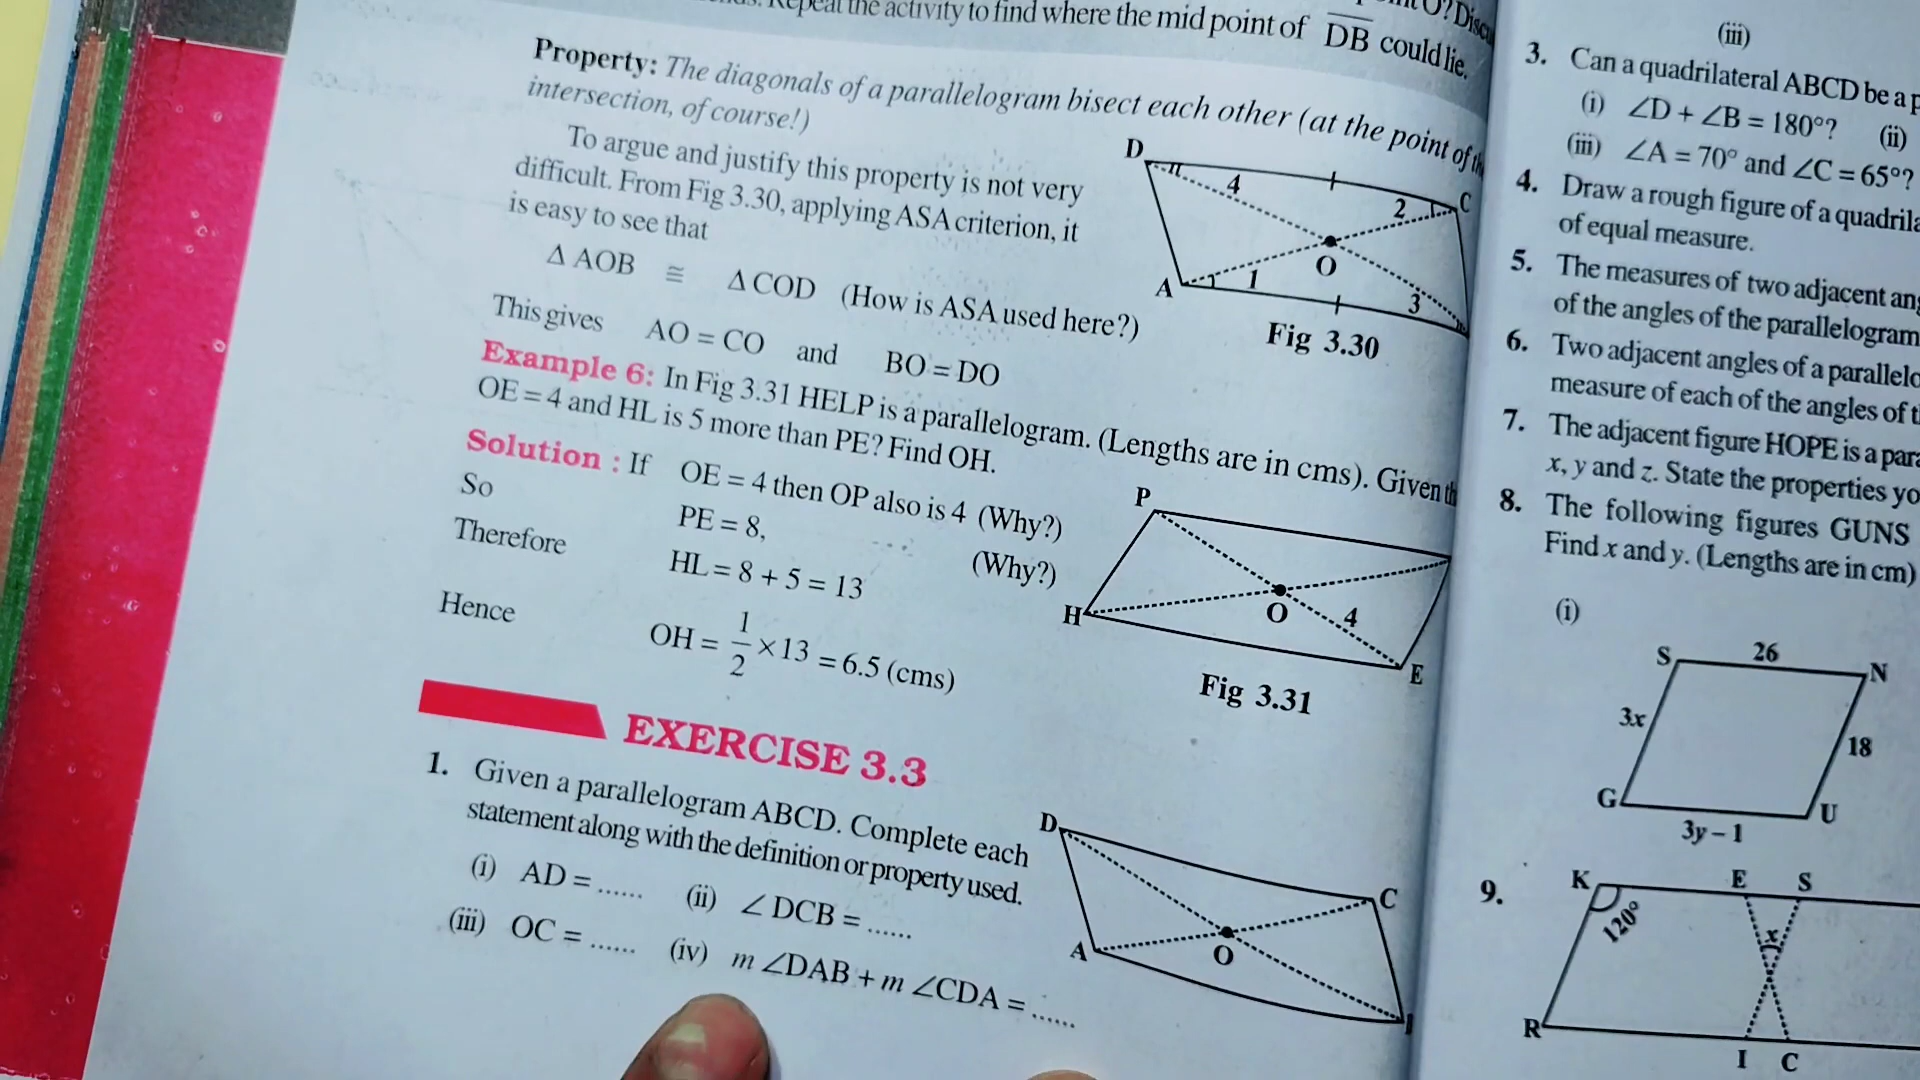 Repeat the activity to find where the mid point of DB could lie.
Property: The diagonals of a parallelogram bisect each other (at the point of
intersection, of course!)
To argue and justify this property is not very
difficult. From Fig 3.30, applying ASA criterion, it
is easy to see that
Δ AOB ≅ Δ COD (How is ASA used here?)
This gives AO = CO and BO = DO
D
4
2
C
O
A
1
3
Fig 3.30
Example 6: In Fig 3.31 HELP is a parallelogram. (Lengths are in cms). Given
OE = 4 and HL is 5 more than PE? Find OH.
Solution : If OE = 4 then OP also is 4 (Why?)
So PE = 8, (Why?)
Therefore HL = 8 + 5 = 13
Hence OH = 1/2 × 13 = 6.5 (cms)
P
H
O
4
E
Fig 3.31
EXERCISE 3.3
1. Given a parallelogram ABCD. Complete each
statement along with the definition or property used.
(i) AD = ...... (ii) ∠ DCB = ......
(iii) OC = ...... (iv) m ∠DAB + m ∠CDA = ......
D
C
A
O
(iii)
3. Can a quadrilateral ABCD be a
(i) ∠D + ∠B = 180°? (ii)
(iii) ∠A = 70° and ∠C = 65°?
4. Draw a rough figure of a
of equal measure.
5. The measures of two adjacent
of the angles of the parallelogram
6. Two adjacent angles of a
measure of each of the angles of
7. The adjacent figure HOPE is a
x, y and z. State the properties
8. The following figures GUNS
Find x and y. (Lengths are in cm)
(i)
S
26
N
3x
18
G
U
3y – 1
9.
K
E
S
120°
x
R
I
C